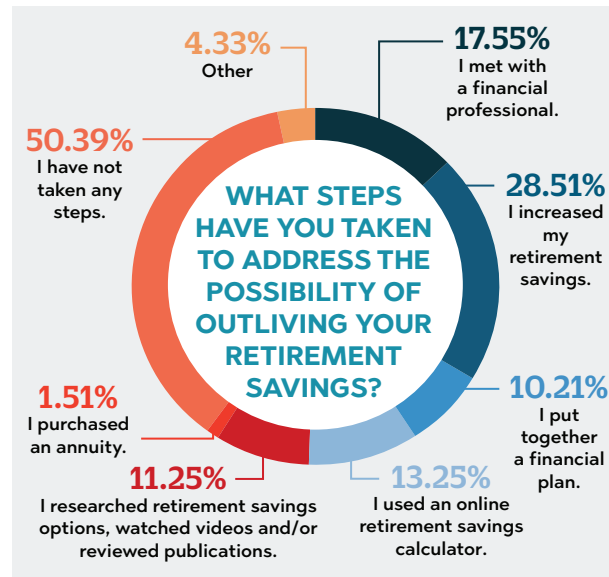 WHAT STEPS
HAVE YOU TAKEN
TO ADDRESS THE
POSSIBILITY OF
OUTLIVING YOUR
RETIREMENT
SAVINGS?
17.55%
I met with
a financial
professional.
28.51%
I increased
my
retirement
savings.
10.21%
I put
together
a financial
plan.
13.25%
I used an online
retirement savings
calculator.
11.25%
I researched retirement savings
options, watched videos and/or
reviewed publications.
1.51%
I purchased
an annuity.
50.39%
I have not
taken any
steps.
4.33%
Other